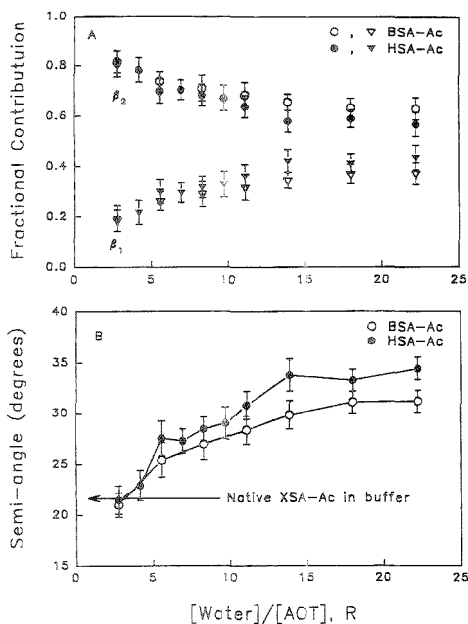 A
BSA-Ac
HSA-Ac
Fractional Contributuion
1.0
0.8
0.6
0.4
0.2
0.0
β2
β1
0 5 10 15 20 25
B
BSA-Ac
HSA-Ac
Semi-angle (degrees)
40
35
30
25
20
15
Native XSA-Ac in buffer
0 5 10 15 20 25
[Water]/[AOT], R